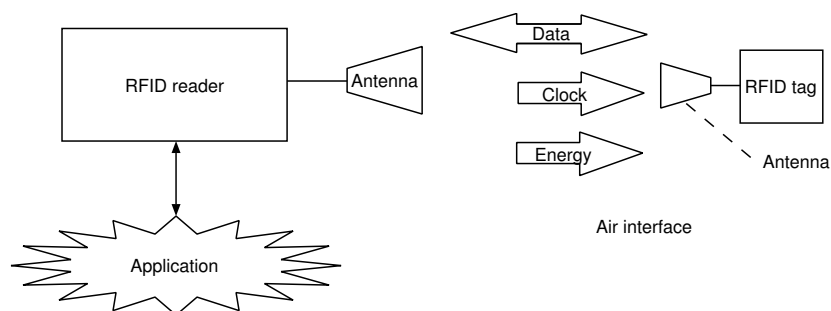 Data
RFID reader
Antenna
Clock
RFID tag
Energy
Antenna
Air interface
Application